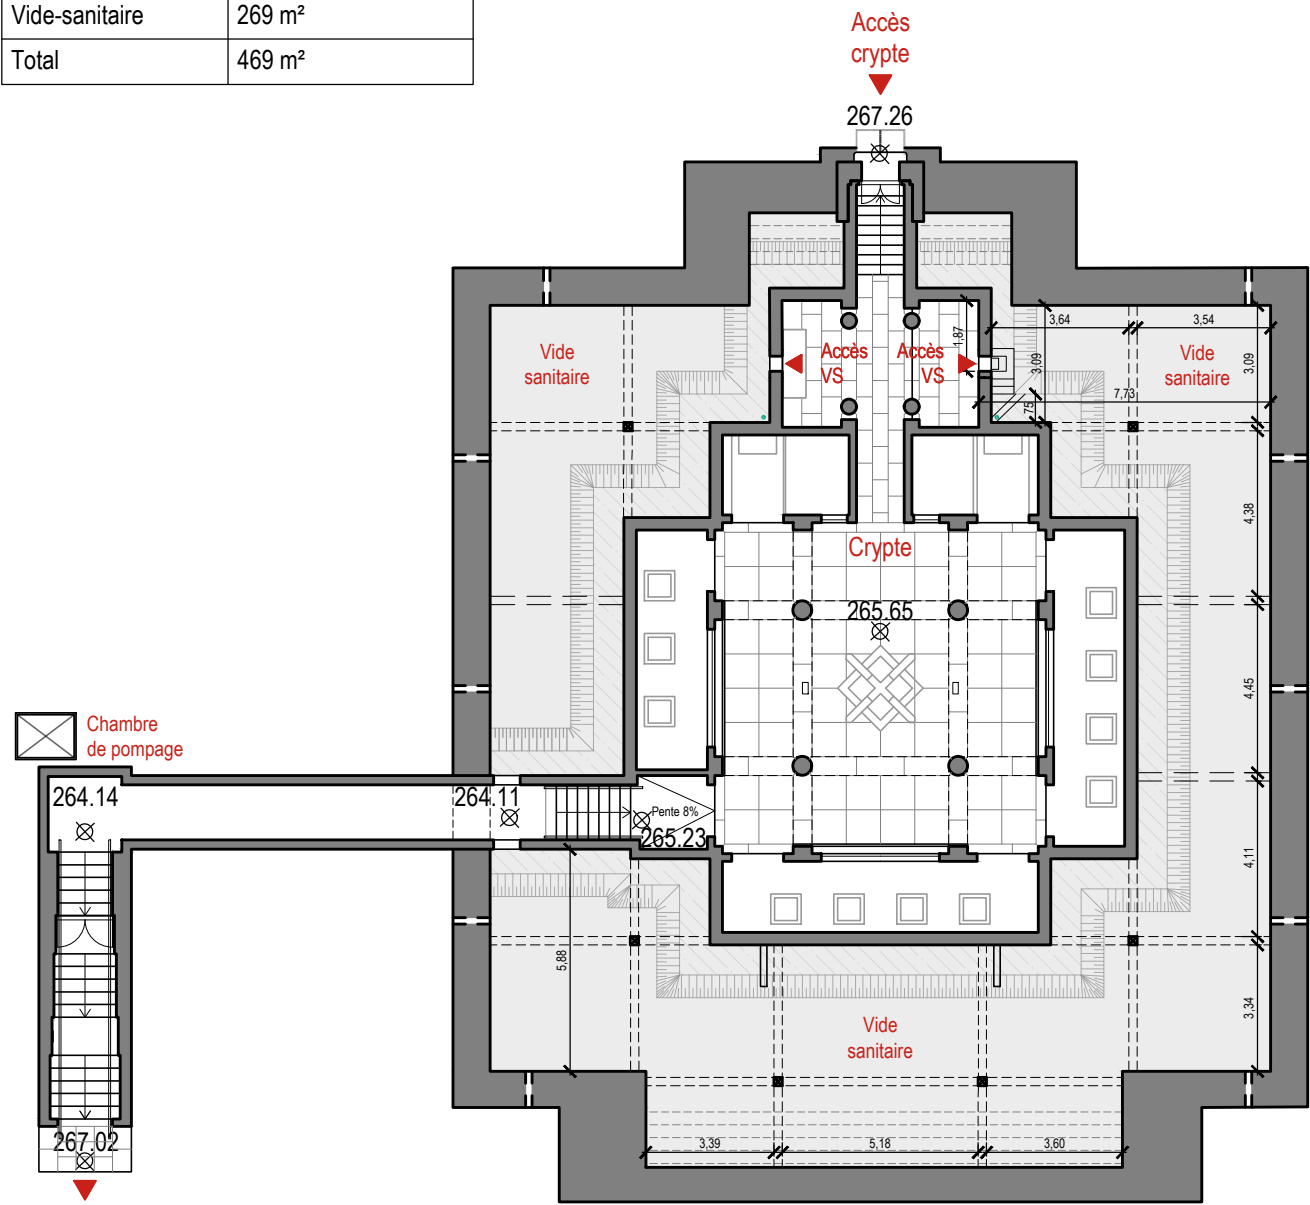 Vide-sanitaire 269 m²
Total 469 m²
Accès
crypte
267.26
3,64
3,54
1,87
3,09
3,09
Vide
sanitaire
Accès
VS
Accès
VS
Vide
sanitaire
7,73
75
4,38
Crypte
265.65
4,45
Chambre
de pompage
264.14
264.11
Pente 8%
265.23
4,11
5,88
3,34
Vide
sanitaire
267.02
3,39
5,18
3,60